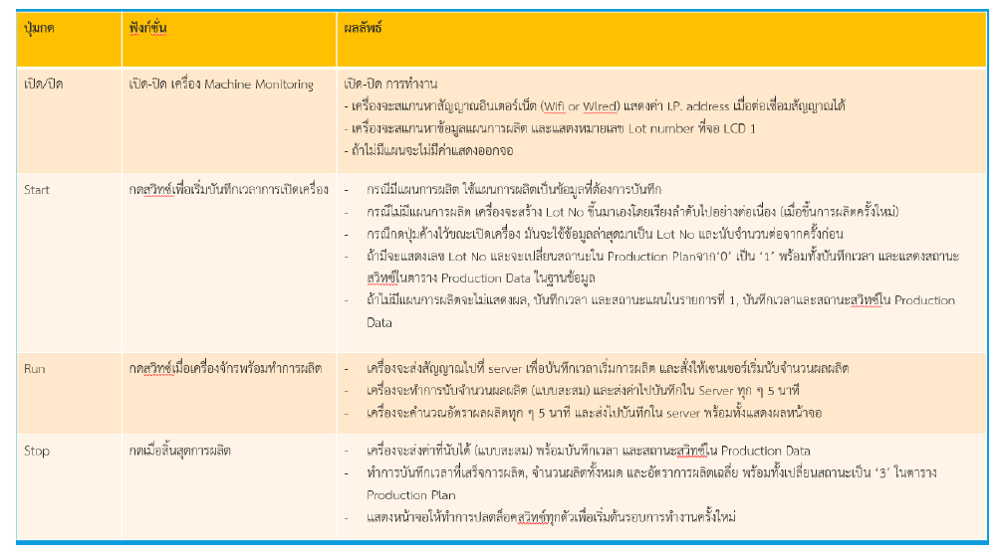 ปุ่มกด ฟังก์ชั่น ผลลัพธ์
เปิด/ปิด เปิด-ปิด เครื่อง Machine Monitoring เปิด-ปิด การทำงาน
- เครื่องจะสแกนหาสัญญาณอินเตอร์เน็ต (Wifi or WIred) แสดงค่า I.P. address เมื่อต่อเชื่อมสัญญาณได้
- เครื่องจะสแกนหาข้อมูลแผนการผลิต และแสดงหมายเลข Lot number ที่จอ LCD 1
- ถ้าไม่มีแผนจะไม่มีค่าแสดงออกจอ
Start กดสวิทซ์เพื่อเริ่มบันทึกเวลาการเปิดเครื่อง - กรณีมีแผนการผลิต ใช้แผนการผลิตเป็นข้อมูลที่ต้องการบันทึก
- กรณีไม่มีแผนการผลิต เครื่องจะสร้าง Lot No ขึ้นมาเองโดยเรียงลำดับไปอย่างต่อเนื่อง (เมื่อขึ้นการผลิตครั้งใหม่)
- กรณีกดปุ่มค้างไว้ขณะเปิดเครื่อง มันจะใช้ข้อมูลล่าสุดมาเป็น Lot No และนับจำนวนต่อจากครั้งก่อน
- ถ้ามีจะแสดงเลข Lot No และจะเปลี่ยนสถานะใน Production Planจาก‘0’ เป็น ‘1’ พร้อมทั้งบันทึกเวลา และแสดงสถานะ
สวิทซ์ในตาราง Production Data ในฐานข้อมูล
- ถ้าไม่มีแผนการผลิตจะไม่แสดงผล, บันทึกเวลา และสถานะแผนในรายการที่ 1, บันทึกเวลาและสถานะสวิทซ์ใน Production
Data
Run กดสวิทซ์เมื่อเครื่องจักรพร้อมทำการผลิต - เครื่องจะส่งสัญญาณไปที่ server เพื่อบันทึกเวลาเริ่มการผลิต และสั่งให้เซนเซอร์เริ่มนับจำนวนผลผลิต
- เครื่องจะทำการนับจำนวนผลผลิต (แบบสะสม) และส่งค่าไปบันทึกใน Server ทุก ๆ 5 นาที
- เครื่องจะคำนวณอัตราผลผลิตทุก ๆ 5 นาที และส่งไปบันทึกใน server พร้อมทั้งแสดงผลหน้าจอ
Stop กดเมื่อสิ้นสุดการผลิต - เครื่องจะส่งค่าที่นับได้ (แบบสะสม) พร้อมบันทึกเวลา และสถานะสวิทซ์ใน Production Data
- ทำการบันทึกเวลาที่เสร็จการผลิต, จำนวนผลิตทั้งหมด และอัตราการผลิตเฉลี่ย พร้อมทั้งเปลี่ยนสถานะเป็น ‘3’ ในตาราง
Production Plan
- แสดงหน้าจอให้ทำการปลดล็อคสวิทซ์ทุกตัวเพื่อเริ่มต้นรอบการทำงานครั้งใหม่